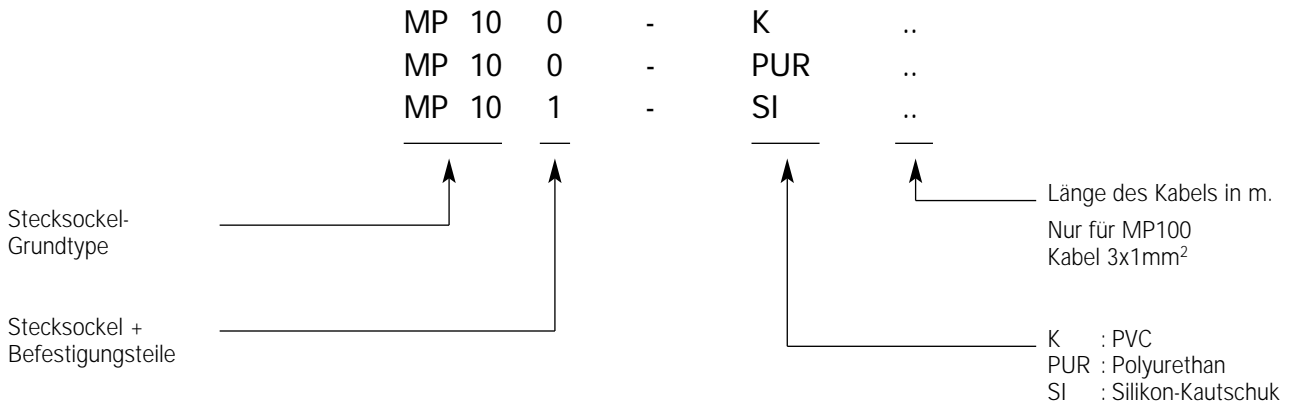 MP 10 0 - K ..
MP 10 0 - PUR ..
MP 10 1 - SI ..
Stecksockel-
Grundtype
Länge des Kabels in m.
Nur für MP100
Kabel 3x1mm²
Stecksockel +
Befestigungsteile
K : PVC
PUR : Polyurethan
SI : Silikon-Kautschuk